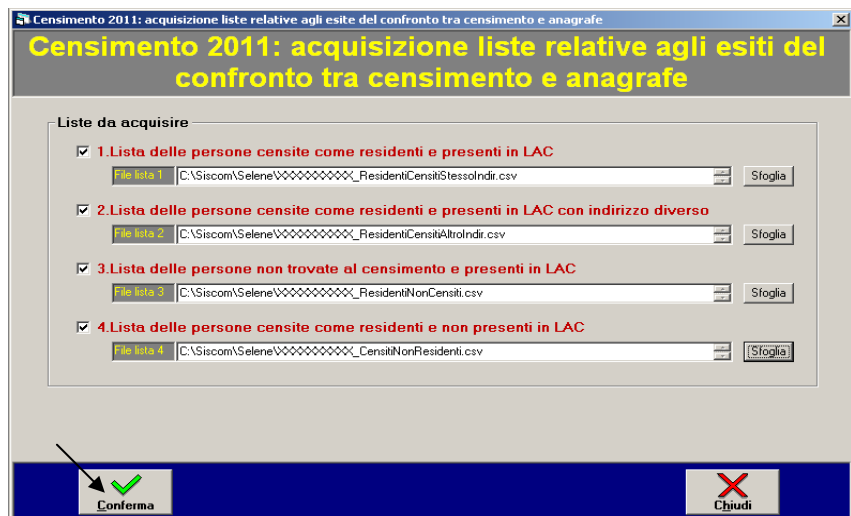 Censimento 2011: acquisizione liste relative agli esite del confronto tra censimento e anagrafe
Censimento 2011: acquisizione liste relative agli esiti del
confronto tra censimento e anagrafe
Liste da acquisire
1.Lista delle persone censite come residenti e presenti in LAC
File lista 1 C:\Siscom\Selene\XXXXXXXXXX_ResidentiCensitiStessoIndir.csv Sfoglia
2.Lista delle persone censite come residenti e presenti in LAC con indirizzo diverso
File lista 2 C:\Siscom\Selene\XXXXXXXXXX_ResidentiCensitiAltroIndir.csv Sfoglia
3.Lista delle persone non trovate al censimento e presenti in LAC
File lista 3 C:\Siscom\Selene\XXXXXXXXXX_ResidentiNonCensiti.csv Sfoglia
4.Lista delle persone censite come residenti e non presenti in LAC
File lista 4 C:\Siscom\Selene\XXXXXXXXXX_CensitiNonResidenti.csv Sfoglia
Conferma Chiudi